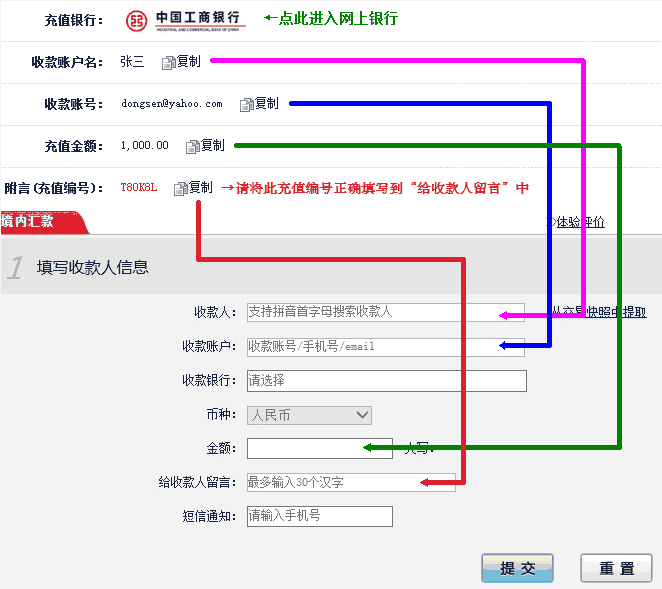 充值银行： 中国工商银行 ←点此进入网上银行
INDUSTRIAL AND COMMERCIAL BANK OF CHINA
收款账户名： 张三 复制
收款账号： dongsen@yahoo.com 复制
充值金额： 1,000.00 复制
附言(充值编号)： T80K8L 复制 →请将此充值编号正确填写到“给收款人留言”中
境内汇款 体验评价
1 填写收款人信息
收款人： 支持拼音首字母搜索收款人 从交易快照中提取
收款账户： 收款账号/手机号/email
收款银行： 请选择
币种： 人民币
金额： 大写：
给收款人留言： 最多输入30个汉字
短信通知： 请输入手机号
提交 重置